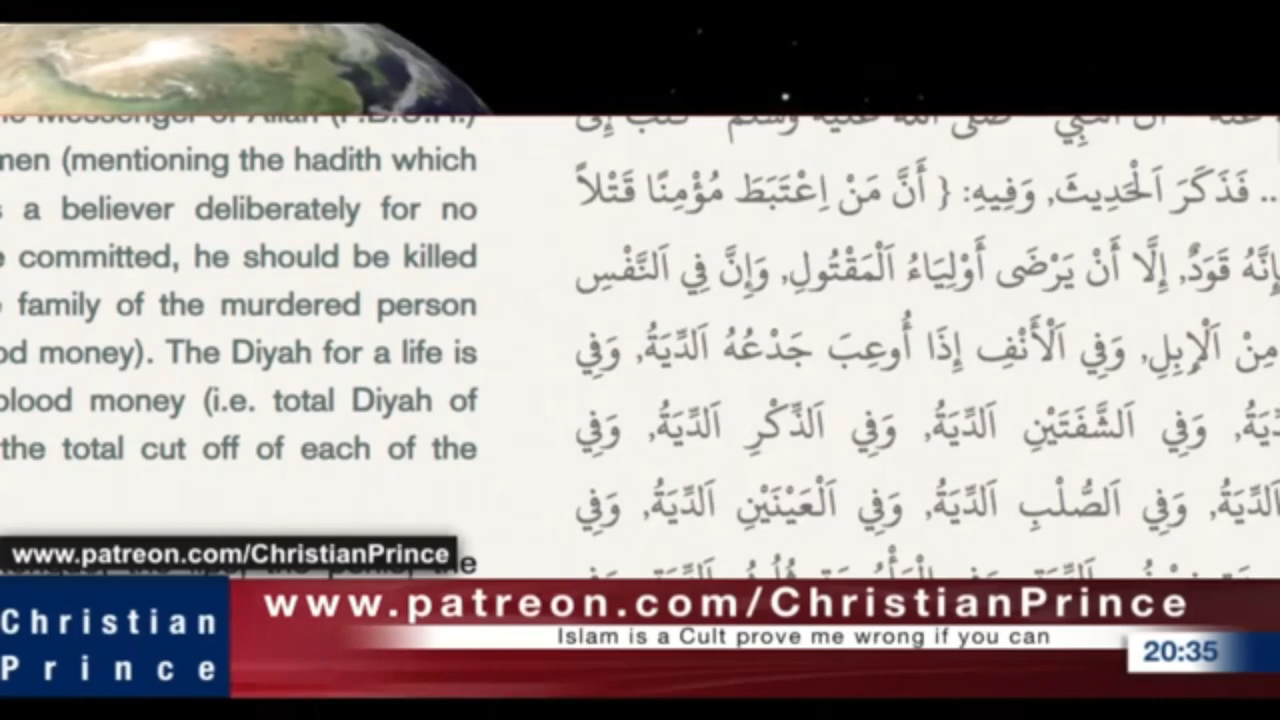 men (mentioning the hadith which
a believer deliberately for no
committed, he should be killed
family of the murdered person
od money). The Diyah for a life is
blood money (i.e. total Diyah of
the total cut off of each of the
.. فَذَكَرَ اَلْحَدِيثَ, وَفِيهِ: { أَنَّ مَنْ اِعْتَبَطَ مُؤْمِنًا قَتْلاً
إِنَّهُ قَوَدٌ, إِلَّا أَنْ يَرْضَى أَوْلِيَاءُ اَلْمَقْتُولِ, وَإِنَّ فِي اَلنَّفْسِ
مِنْ اَلْإِبِلِ, وَفِي اَلْأَنْفِ إِذَا أُوعِبَ جَدْعُهُ اَلدِّيَةُ, وَفِي
وَفِي اَلشَّفَتَيْنِ اَلدِّيَةُ, وَفِي اَلذَّكَرِ اَلدِّيَةُ, وَفِي
اَلدِّيَةُ, وَفِي اَلصُّلْبِ اَلدِّيَةُ, وَفِي اَلْعَيْنَيْنِ اَلدِّيَةُ, وَفِي
www.patreon.com/ChristianPrince
Christian
Prince
www.patreon.com/ChristianPrince
Islam is a Cult prove me wrong if you can
20:35